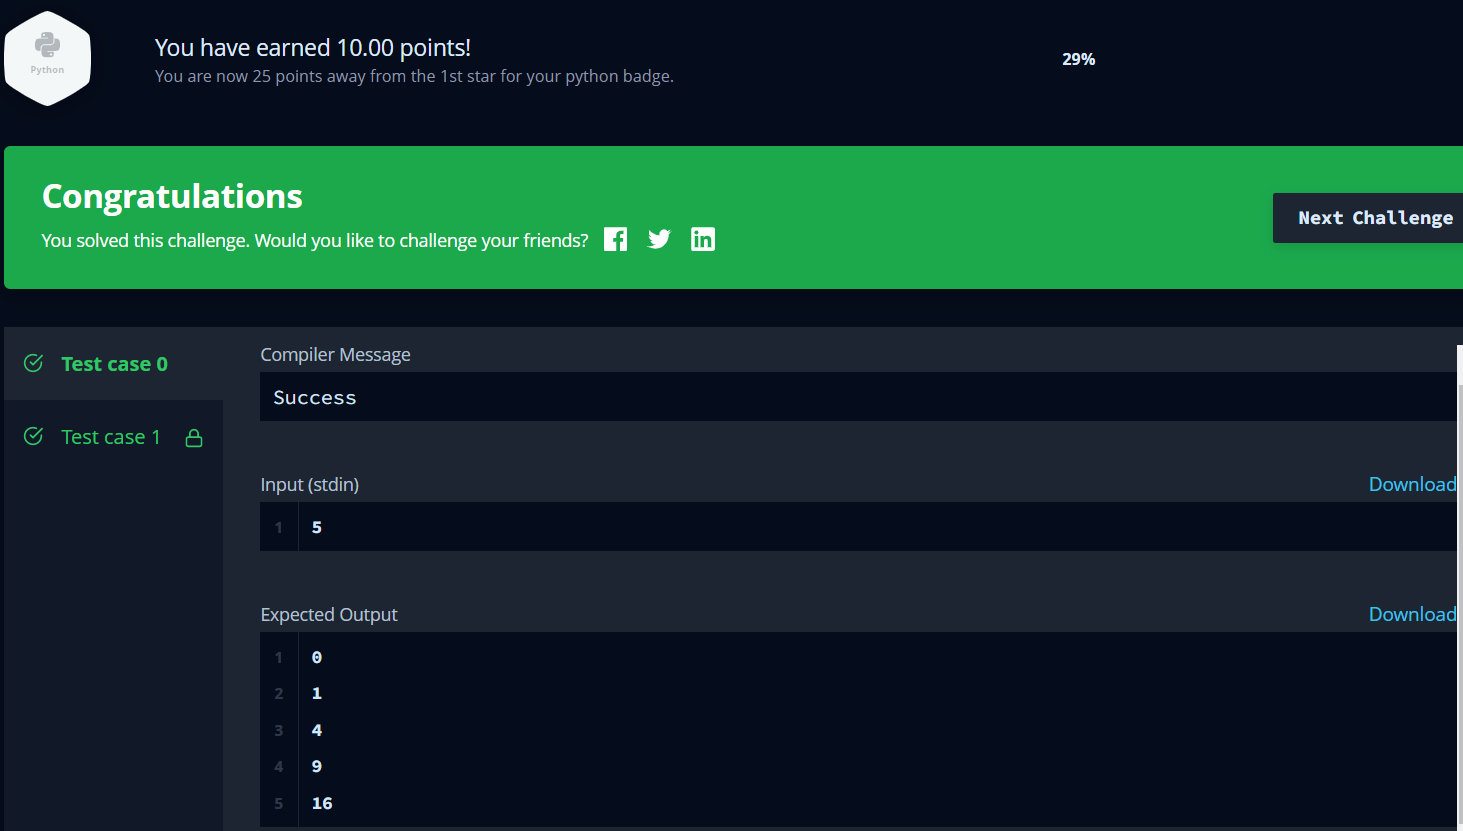 Python
You have earned 10.00 points!
You are now 25 points away from the 1st star for your python badge.
29%
Congratulations
You solved this challenge. Would you like to challenge your friends?
Next Challenge
Test case 0
Test case 1
Compiler Message
Success
Input (stdin)
Download
1 5
Expected Output
Download
1 0
2 1
3 4
4 9
5 16